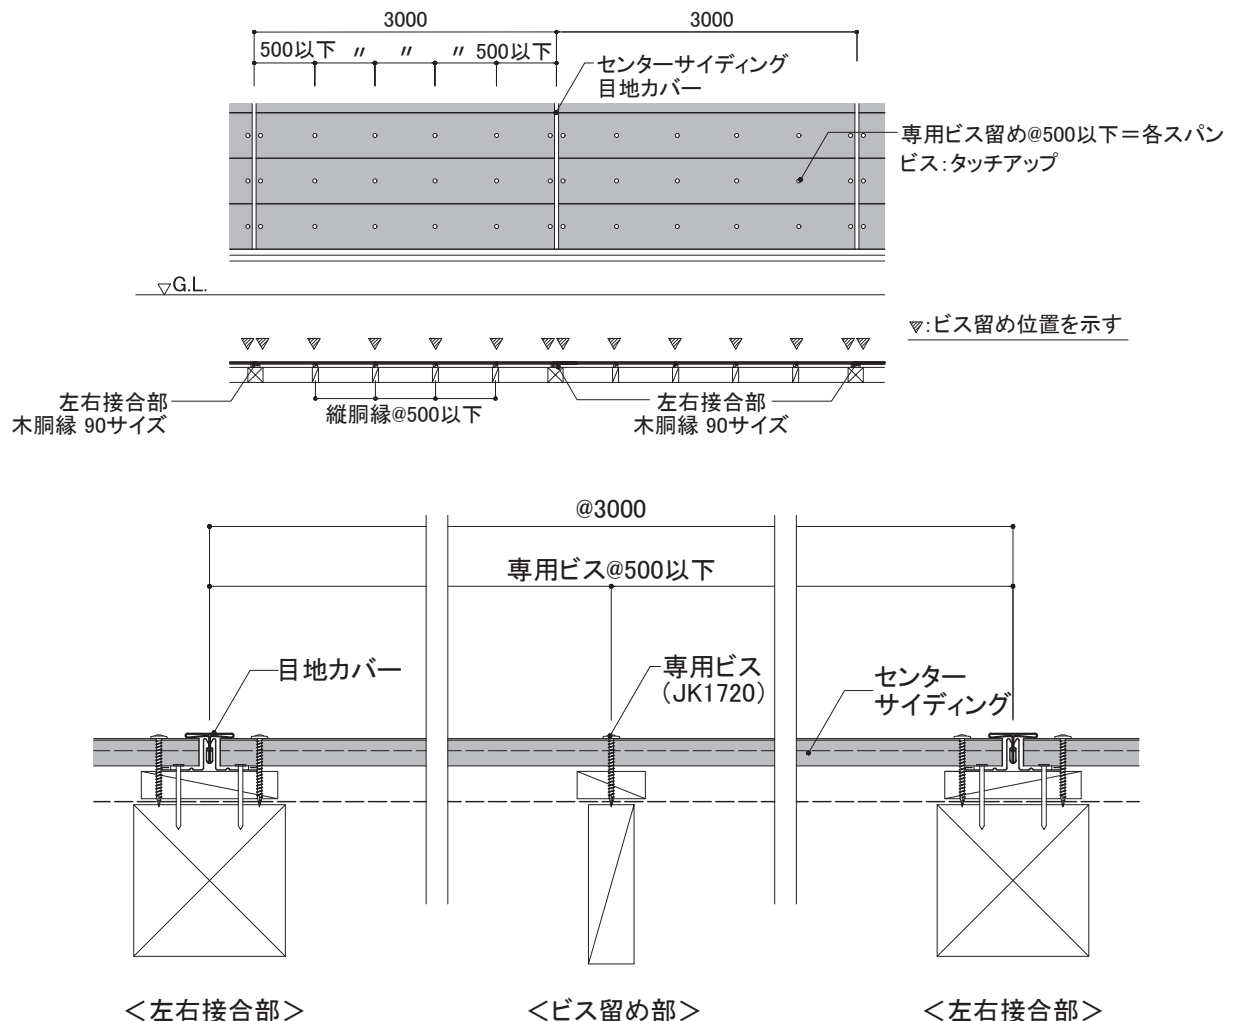 3000
3000
500以下 〃 〃 〃 500以下
センターサイディング
目地カバー
専用ビス留め@500以下＝各スパン
ビス：タッチアップ
▽G.L.
:ビス留め位置を示す
左右接合部
木胴縁 90サイズ
縦胴縁@500以下
左右接合部
木胴縁 90サイズ
@3000
専用ビス@500以下
目地カバー
専用ビス
（JK1720）
センター
サイディング
＜左右接合部＞
＜ビス留め部＞
＜左右接合部＞